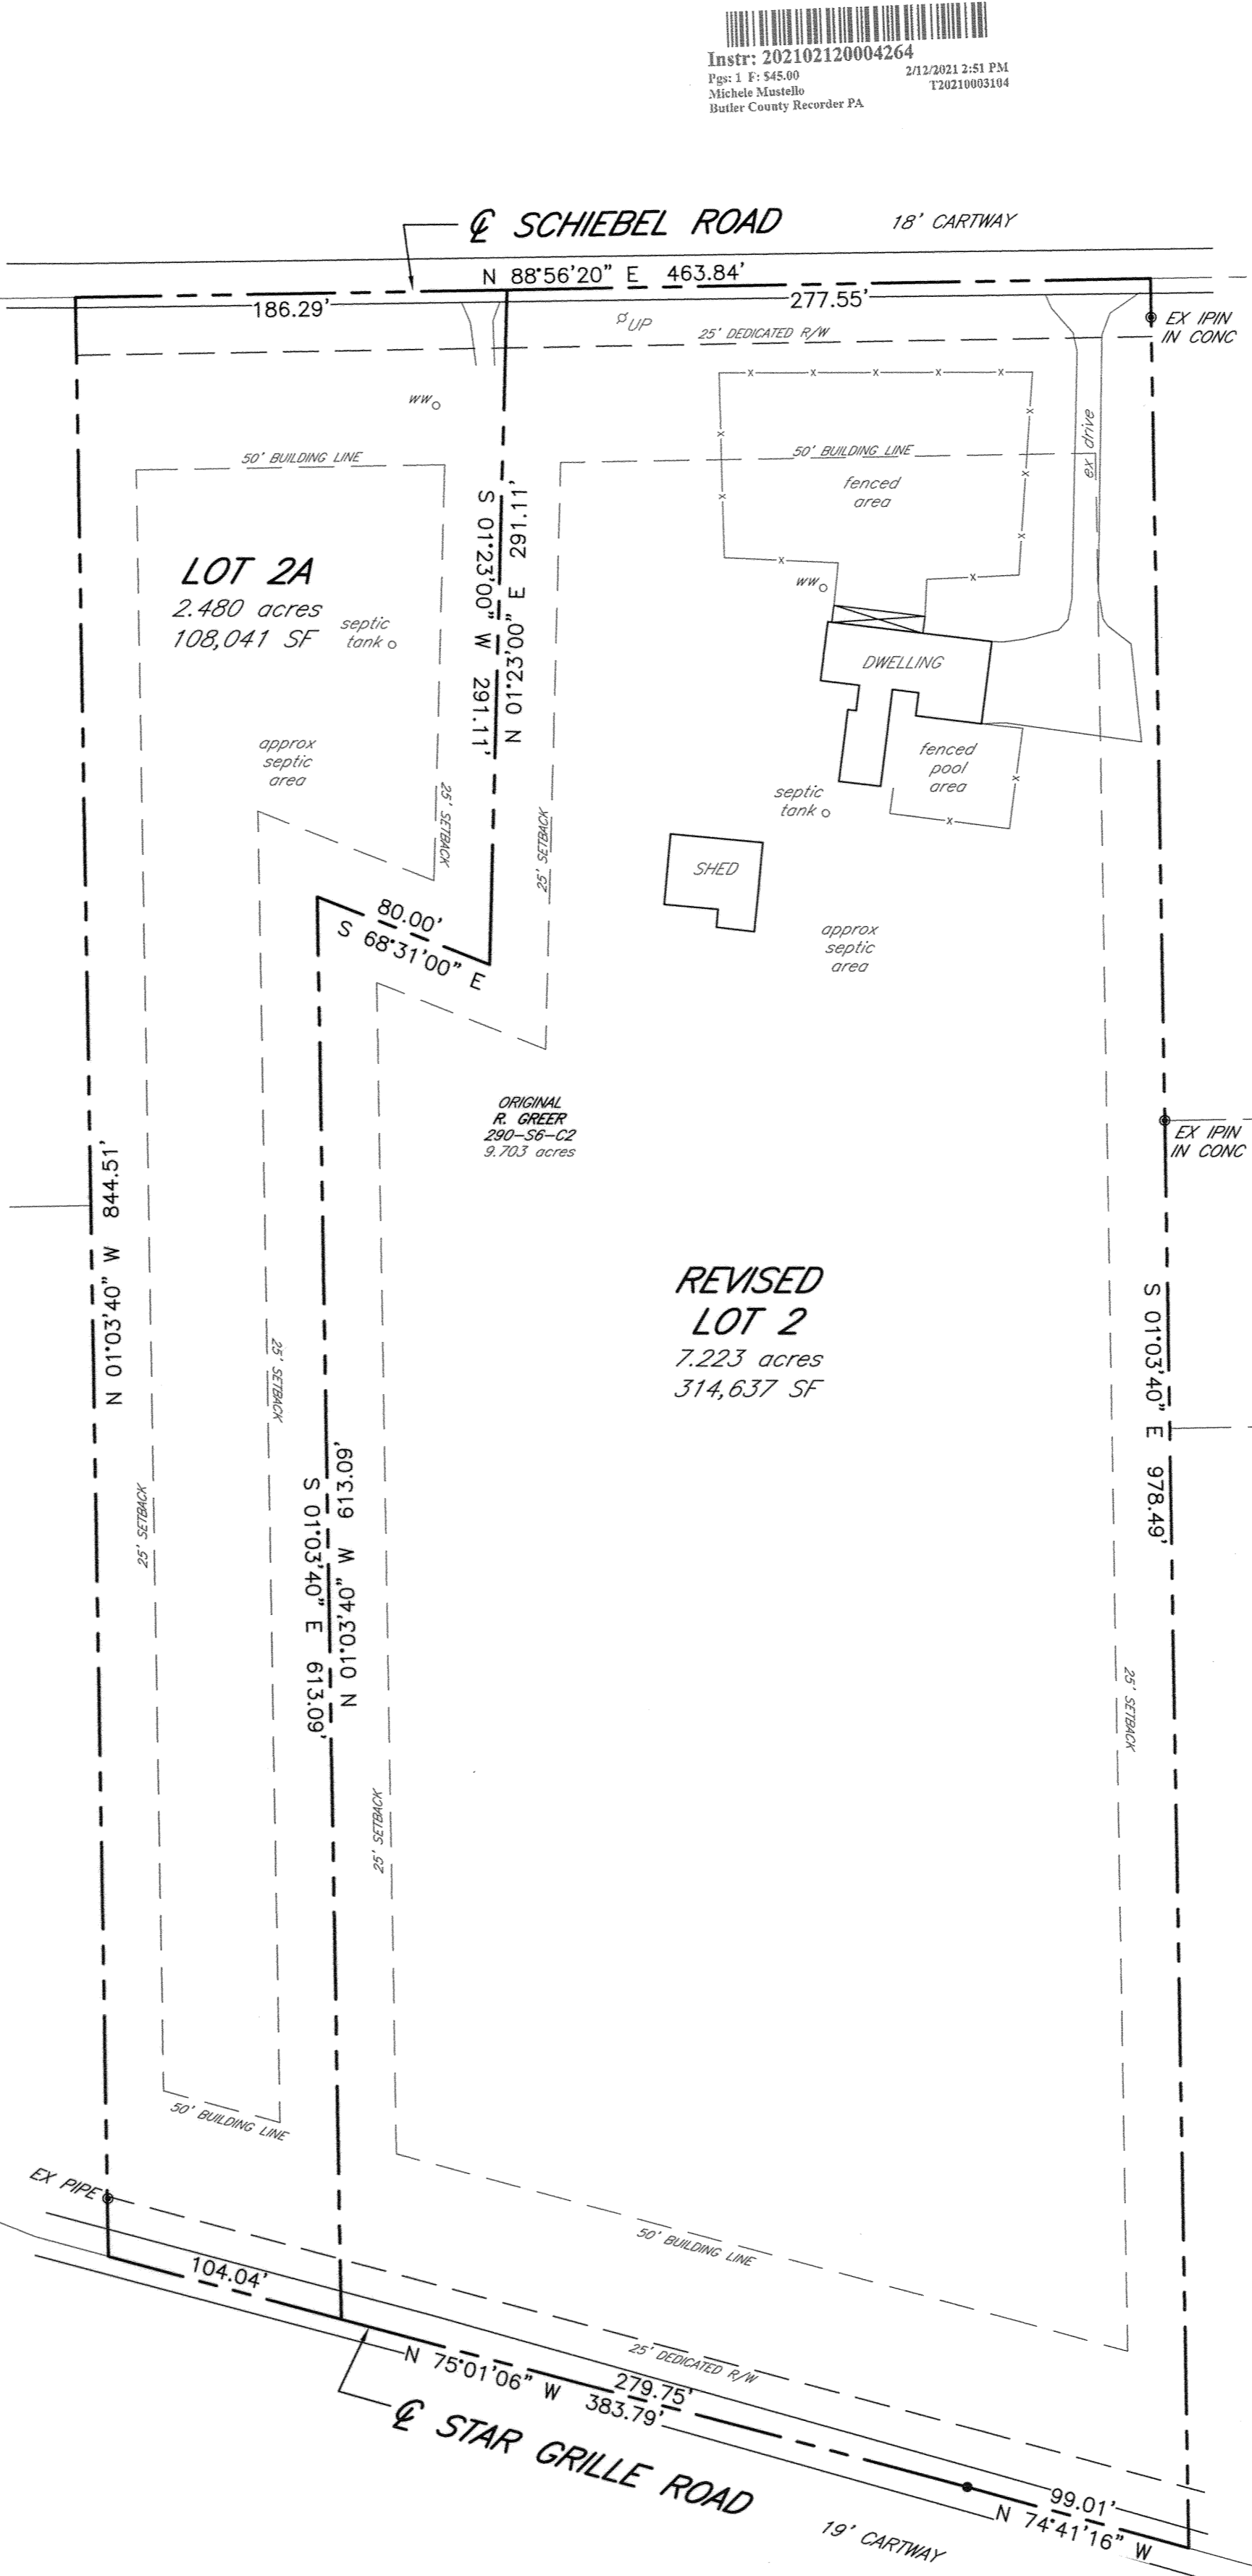 Instr: 202102120004264
Pgs: 1 F: $45.00
2/12/2021 2:51 PM
Michele Mustello
T20210003104
Butler County Recorder PA
℄ SCHIEBEL ROAD
18' CARTWAY
N 88°56'20" E 463.84'
186.29'
277.55'
UP
25' DEDICATED R/W
EX IPIN
IN CONC
WW
50' BUILDING LINE
50' BUILDING LINE
ex drive
fenced
area
S 01°23'00" W 291.11'
N 01°23'00" E 291.11'
LOT 2A
2.480 acres
108,041 SF
septic
tank
WW
DWELLING
approx
septic
area
fenced
pool
area
25' SETBACK
25' SETBACK
septic
tank
SHED
80.00'
S 68°31'00" E
approx
septic
area
ORIGINAL
R. GREER
290-S6-C2
9.703 acres
EX IPIN
IN CONC
N 01°03'40" W 844.51'
REVISED
LOT 2
7.223 acres
314,637 SF
S 01°03'40" E 978.49'
25' SETBACK
25' SETBACK
N 01°03'40" W 613.09'
S 01°03'40" E 613.09'
25' SETBACK
25' SETBACK
50' BUILDING LINE
EX PIPE
50' BUILDING LINE
104.04'
25' DEDICATED R/W
N 75°01'06" W 383.79'
279.75'
℄ STAR GRILLE ROAD
99.01'
N 74°41'16" W
19' CARTWAY